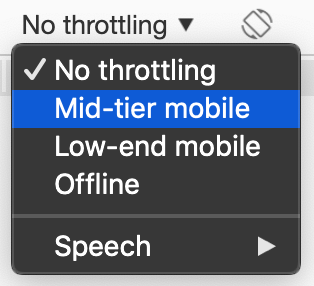 No throttling ▼
✓ No throttling
Mid-tier mobile
Low-end mobile
Offline
Speech ▶